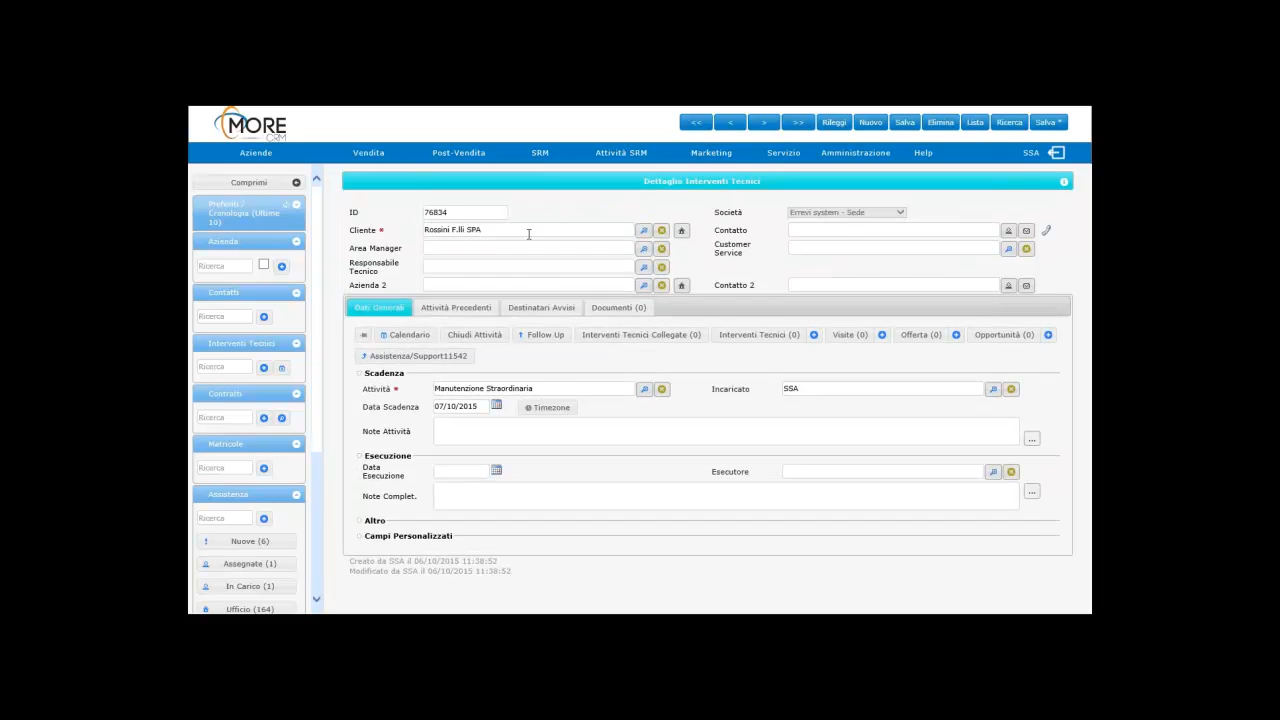 MORE
CRM
<< < > >> Rileggi Nuovo Salva Elimina Lista Ricerca Salva *
Aziende Vendita Post-Vendita SRM Attività SRM Marketing Servizio Amministrazione Help SSA
Comprimi
Preferiti /
Cronologia (Ultime
10)
Azienda
Ricerca
Contatti
Ricerca
Interventi Tecnici
Ricerca
Contratti
Ricerca
Matricole
Ricerca
Assistenza
Ricerca
Nuove (6)
Assegnate (1)
In Carico (1)
Ufficio (164)
Dettaglio Interventi Tecnici
ID 76834 Società Errevi system - Sede
Cliente * Rossini F.lli SPA Contatto
Area Manager Customer
Service
Responsabile
Tecnico
Azienda 2 Contatto 2
Dati Generali Attività Precedenti Destinatari Avvisi Documenti (0)
Calendario Chiudi Attività Follow Up Interventi Tecnici Collegate (0) Interventi Tecnici (0) Visite (0) Offerta (0) Opportunità (0)
Assistenza/Support11542
Scadenza
Attività * Manutenzione Straordinaria Incaricato SSA
Data Scadenza 07/10/2015 Timezone
Note Attività ...
Esecuzione
Data
Esecuzione Esecutore
Note Complet. ...
Altro
Campi Personalizzati
Creato da SSA il 06/10/2015 11:38:52
Modificato da SSA il 06/10/2015 11:38:52